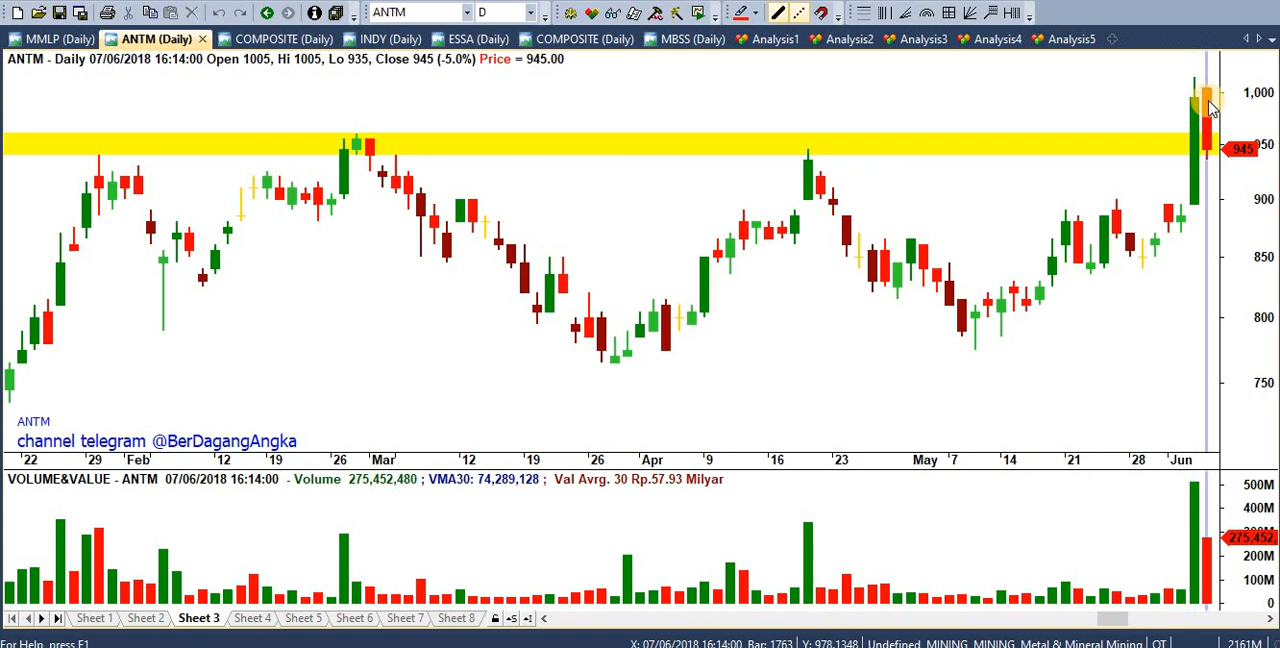 ANTM D
MMLP (Daily) ANTM (Daily) COMPOSITE (Daily) INDY (Daily) ESSA (Daily) COMPOSITE (Daily) MBSS (Daily) Analysis1 Analysis2 Analysis3 Analysis4 Analysis5
ANTM - Daily 07/06/2018 16:14:00 Open 1005, Hi 1005, Lo 935, Close 945 (-5.0%) Price = 945.00
1,000
950
945
900
850
800
750
ANTM
channel telegram @BerDagangAngka
22 29 Feb 12 19 26 Mar 12 19 26 Apr 9 16 23 May 7 14 21 28 Jun
VOLUME&VALUE - ANTM 07/06/2018 16:14:00 - Volume 275,452,480 ; VMA30: 74,289,128 ; Val Avrg. 30 Rp.57.93 Milyar
500M
400M
275,452,
200M
100M
0
Sheet 1 Sheet 2 Sheet 3 Sheet 4 Sheet 5 Sheet 6 Sheet 7 Sheet 8
For Help, press F1 X: 07/06/2018 16:14:00 Bar: 1763 Y: 978.1348 Undefined, MINING, MINING, Metal & Mineral Mining OT 2161M